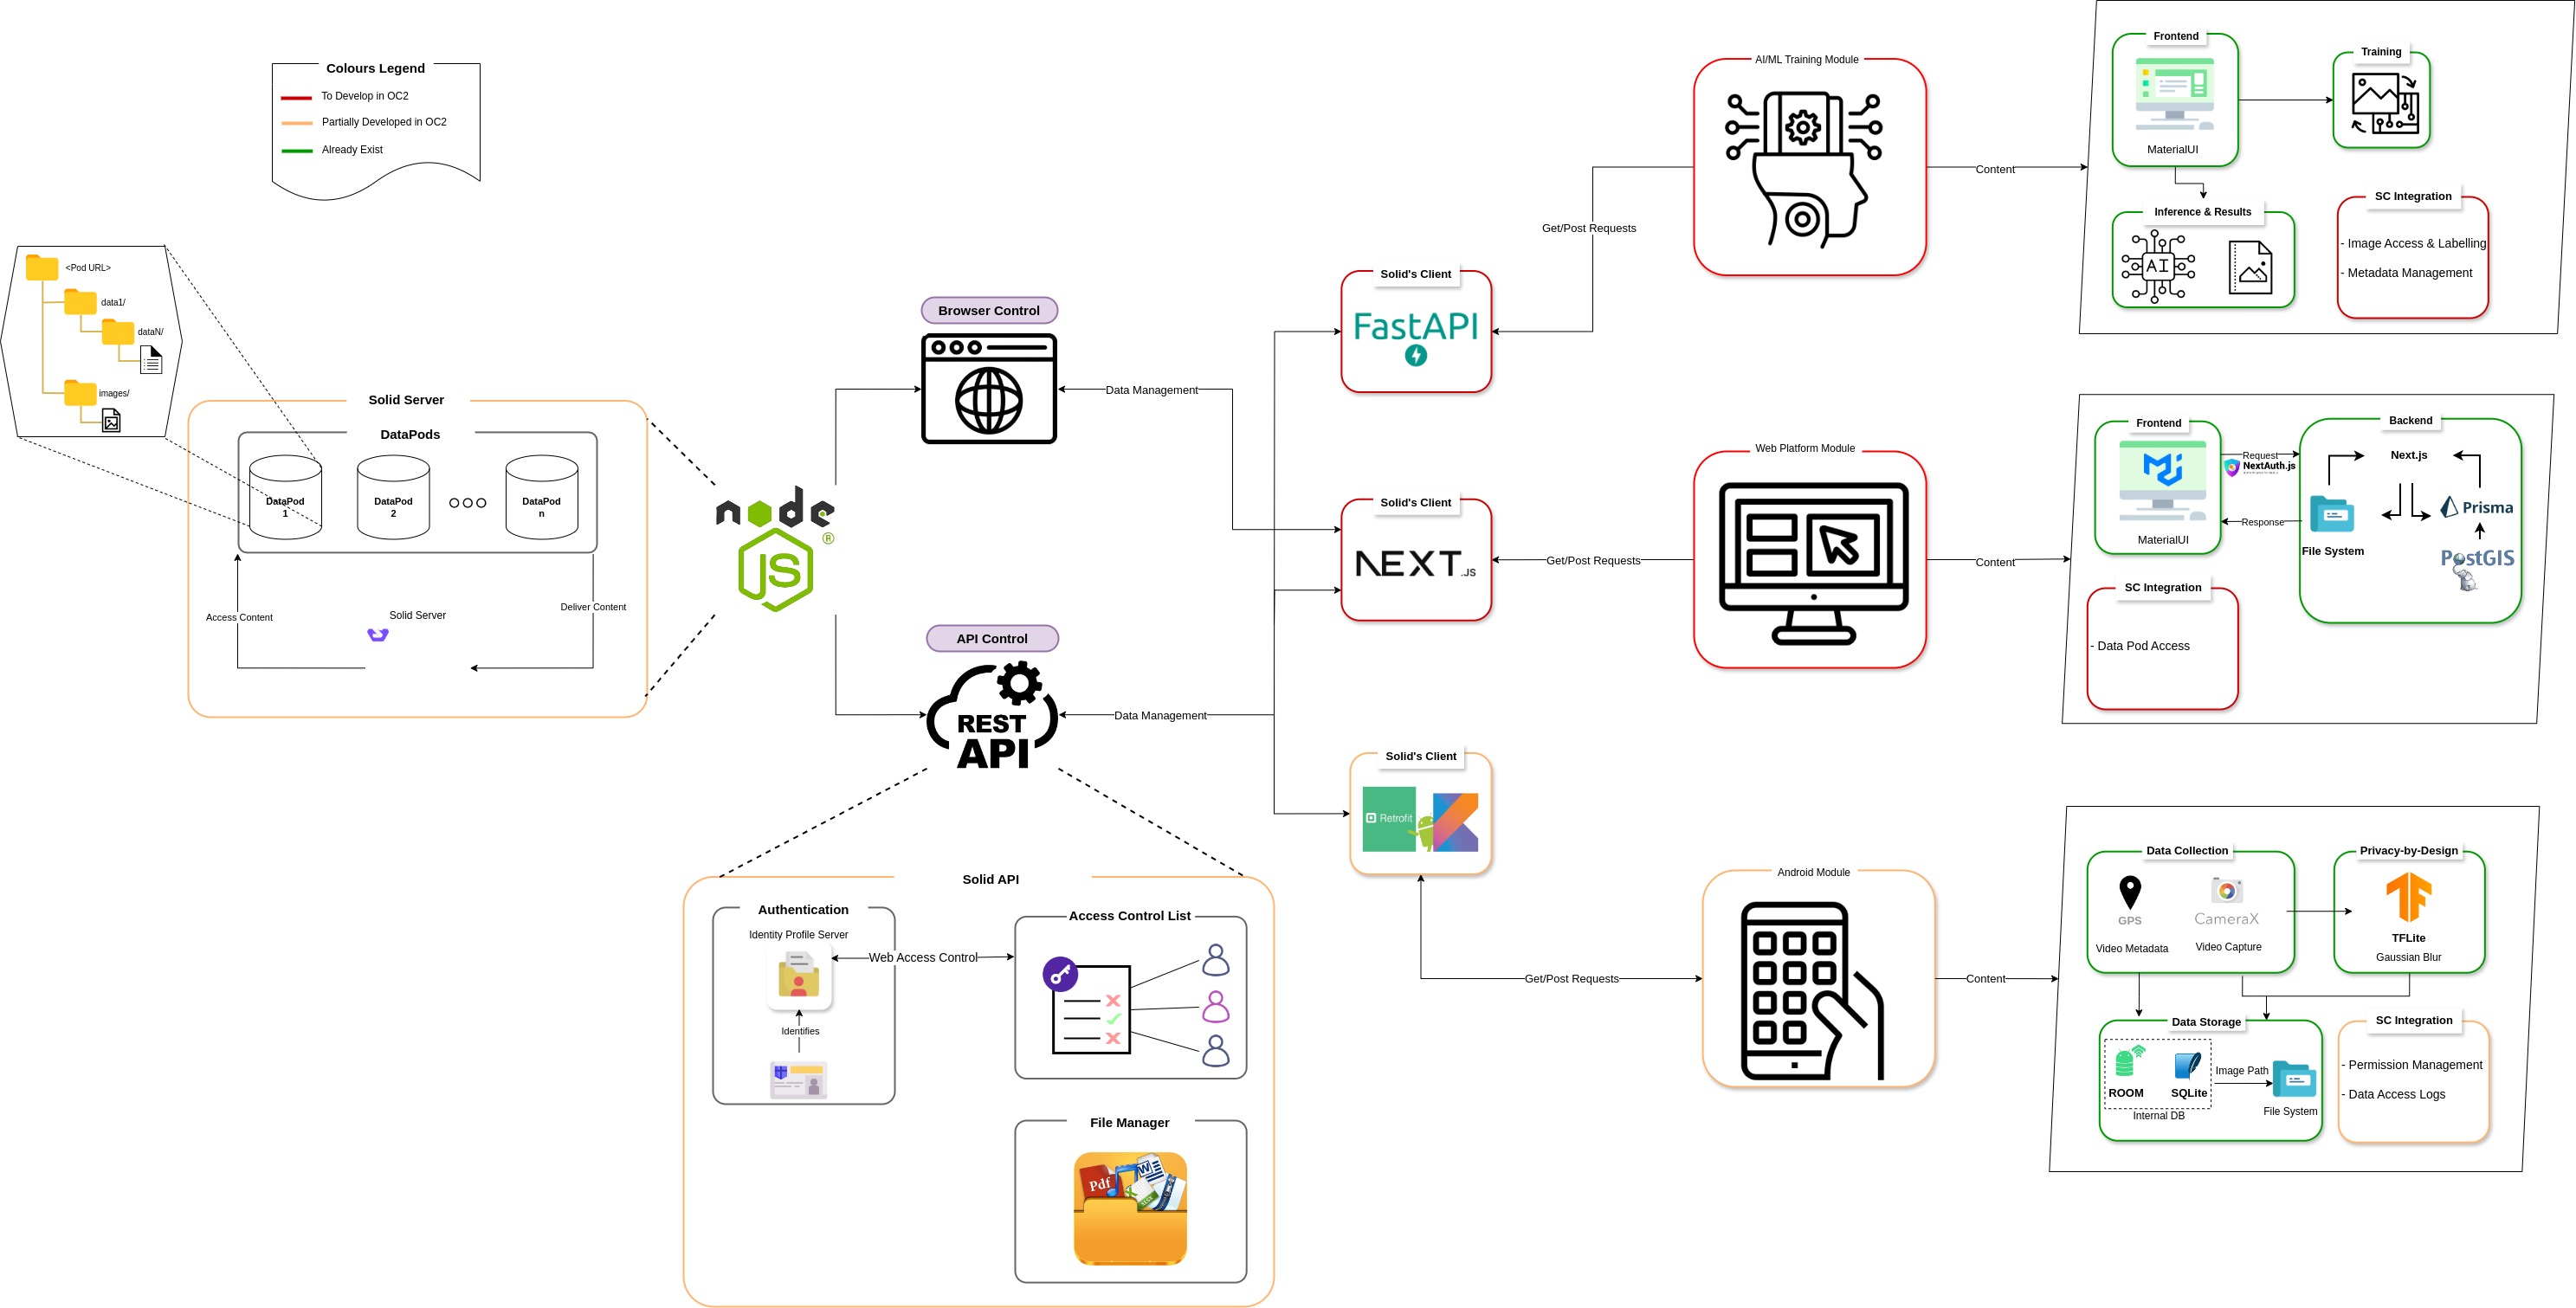 Colours Legend
To Develop in OC2
Partially Developed in OC2
Already Exist
<Pod URL>
data1/
dataN/
images/
Solid Server
DataPods
DataPod
1
DataPod
2
DataPod
n
Access Content
Solid Server
Deliver Content
node
JS
®
Browser Control
Data Management
API Control
REST
API
Data Management
Solid API
Authentication
Identity Profile Server
Web Access Control
Identifies
Access Control List
File Manager
Pdf
W
Solid's Client
FastAPI
Solid's Client
NEXT.JS
Solid's Client
Retrofit
Get/Post Requests
Get/Post Requests
Get/Post Requests
AI/ML Training Module
Content
Frontend
MaterialUI
Training
Inference & Results
AI
SC Integration
- Image Access & Labelling
- Metadata Management
Web Platform Module
Content
Frontend
MaterialUI
Request
NextAuth.js
Response
Backend
Next.js
File System
Prisma
PostGIS
SC Integration
- Data Pod Access
Android Module
Content
Data Collection
GPS
Video Metadata
CameraX
Video Capture
Privacy-by-Design
TFLite
Gaussian Blur
Data Storage
ROOM
SQLite
Internal DB
Image Path
File System
SC Integration
- Permission Management
- Data Access Logs